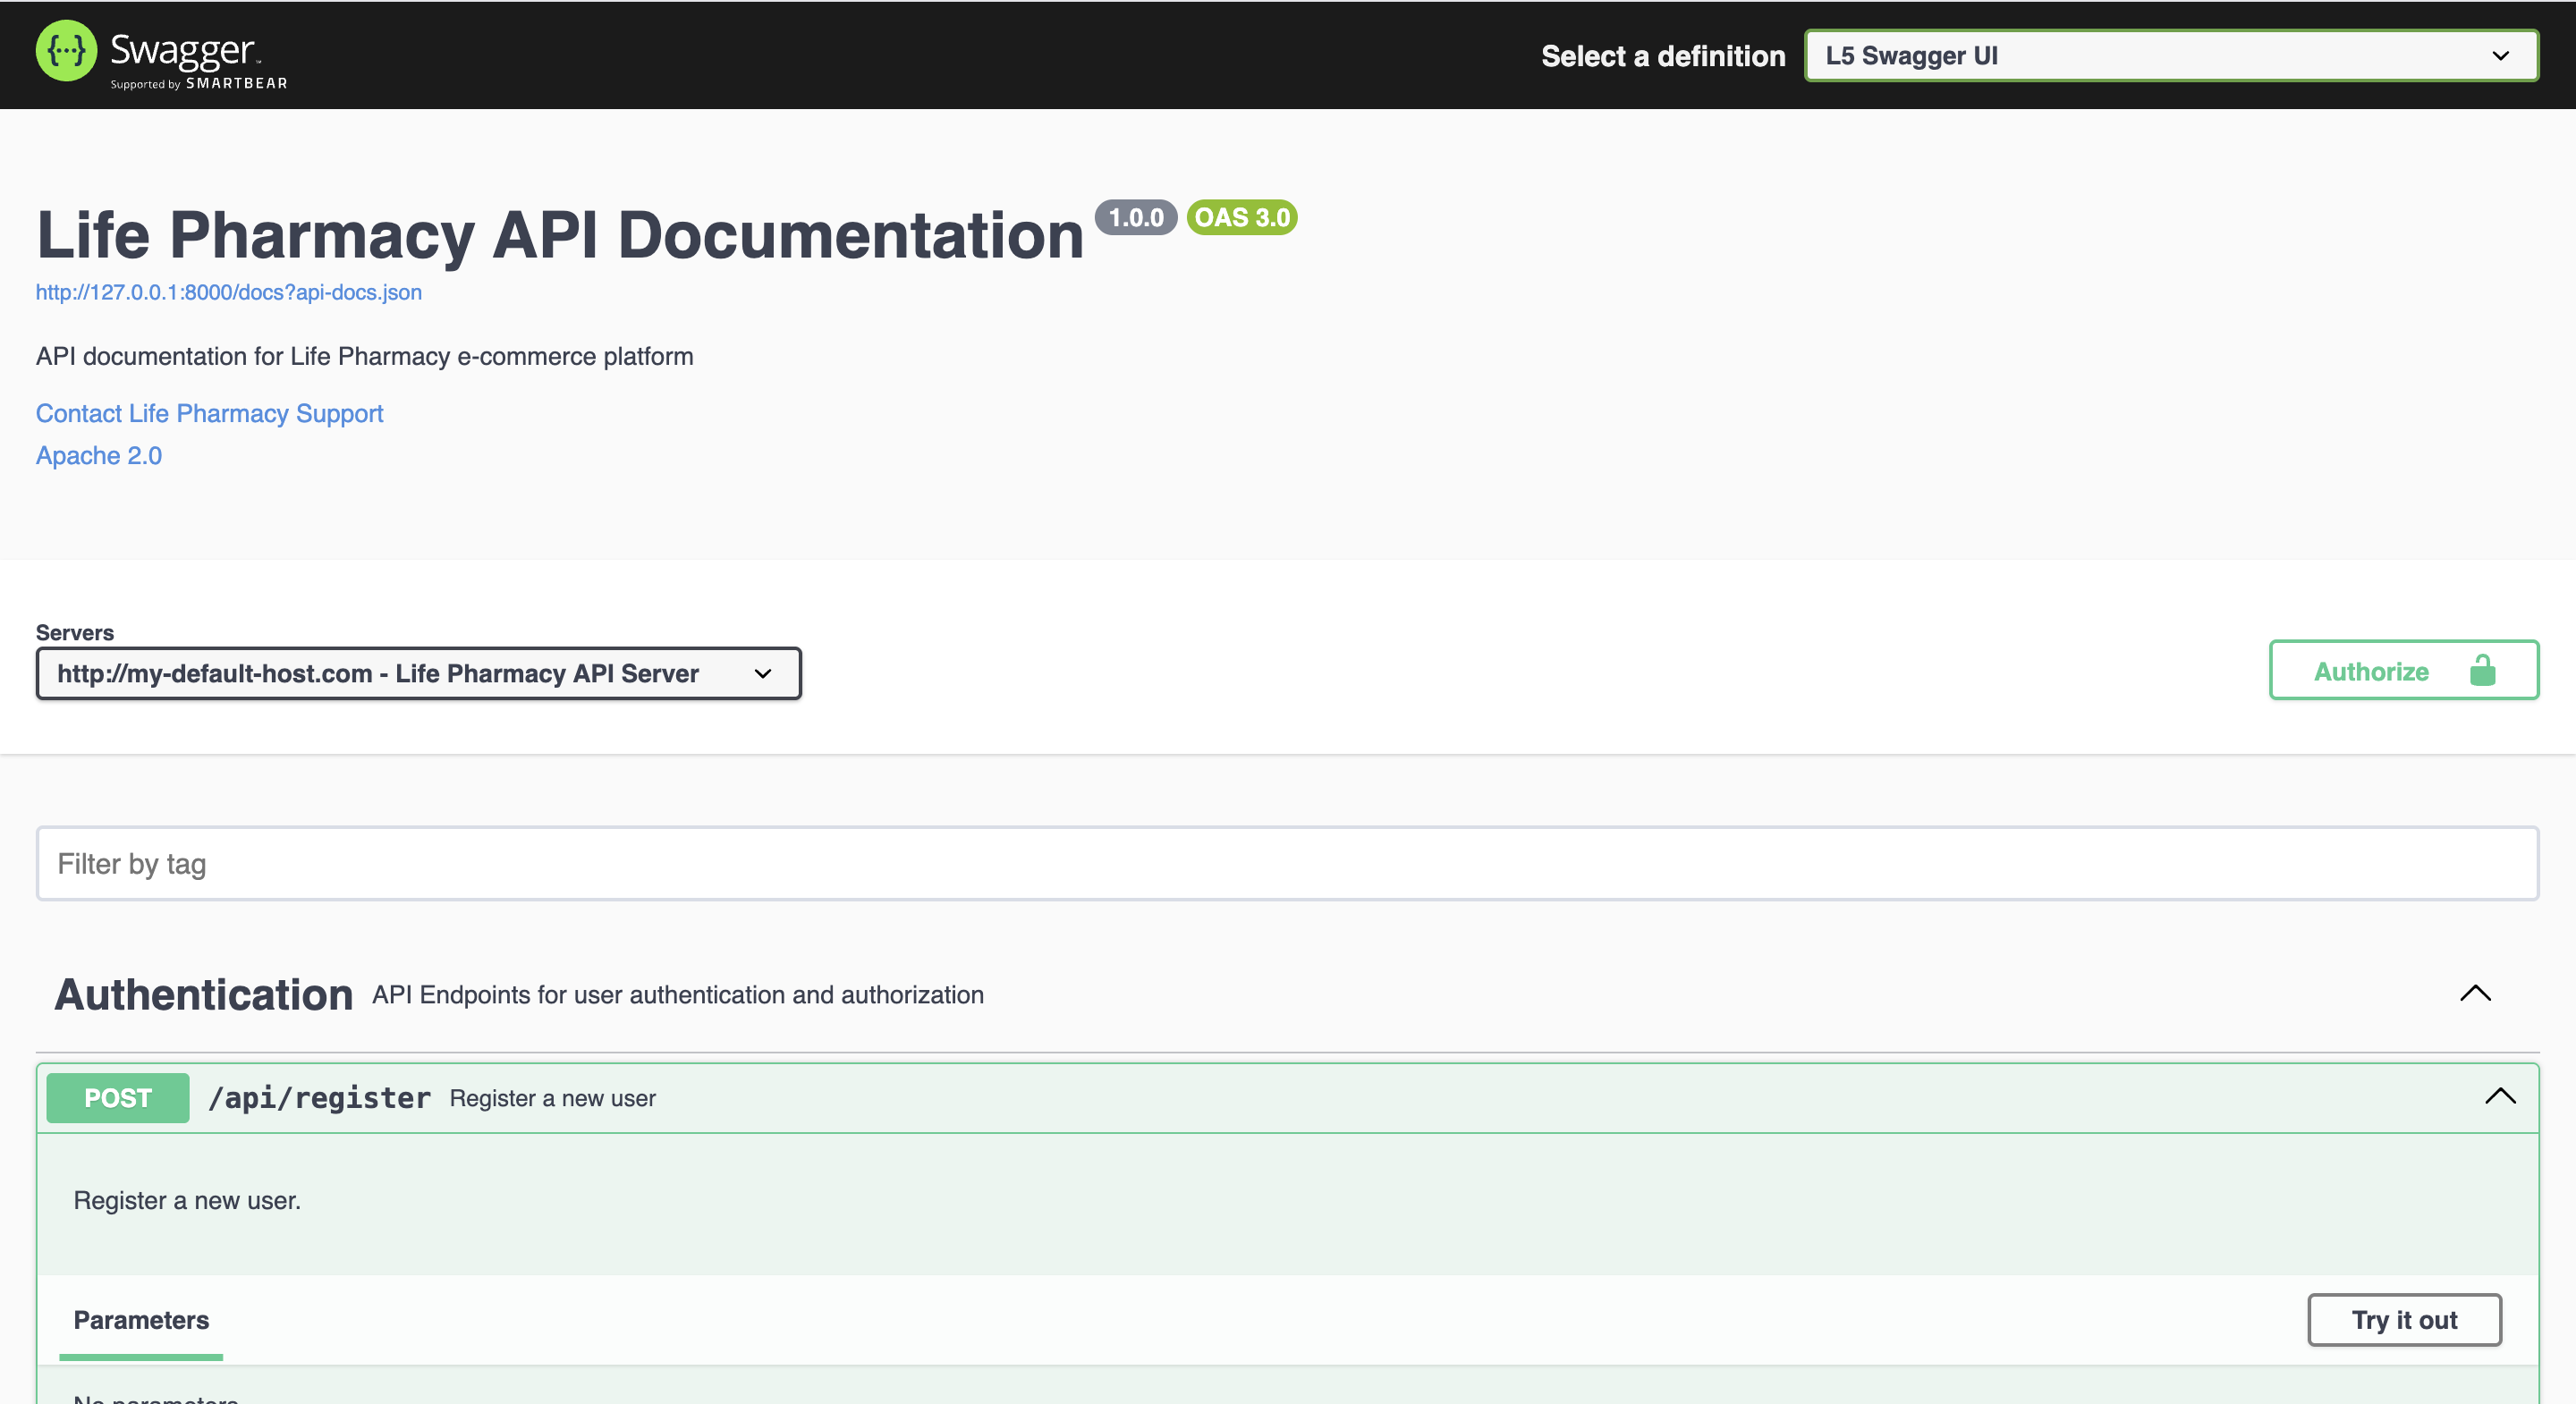 {···} Swagger™
Supported by SMARTBEAR
Select a definition
L5 Swagger UI
Life Pharmacy API Documentation 1.0.0 OAS 3.0
http://127.0.0.1:8000/docs?api-docs.json
API documentation for Life Pharmacy e-commerce platform
Contact Life Pharmacy Support
Apache 2.0
Servers
http://my-default-host.com - Life Pharmacy API Server
Authorize
Filter by tag
Authentication API Endpoints for user authentication and authorization
POST /api/register Register a new user
Register a new user.
Parameters
Try it out
No parameters